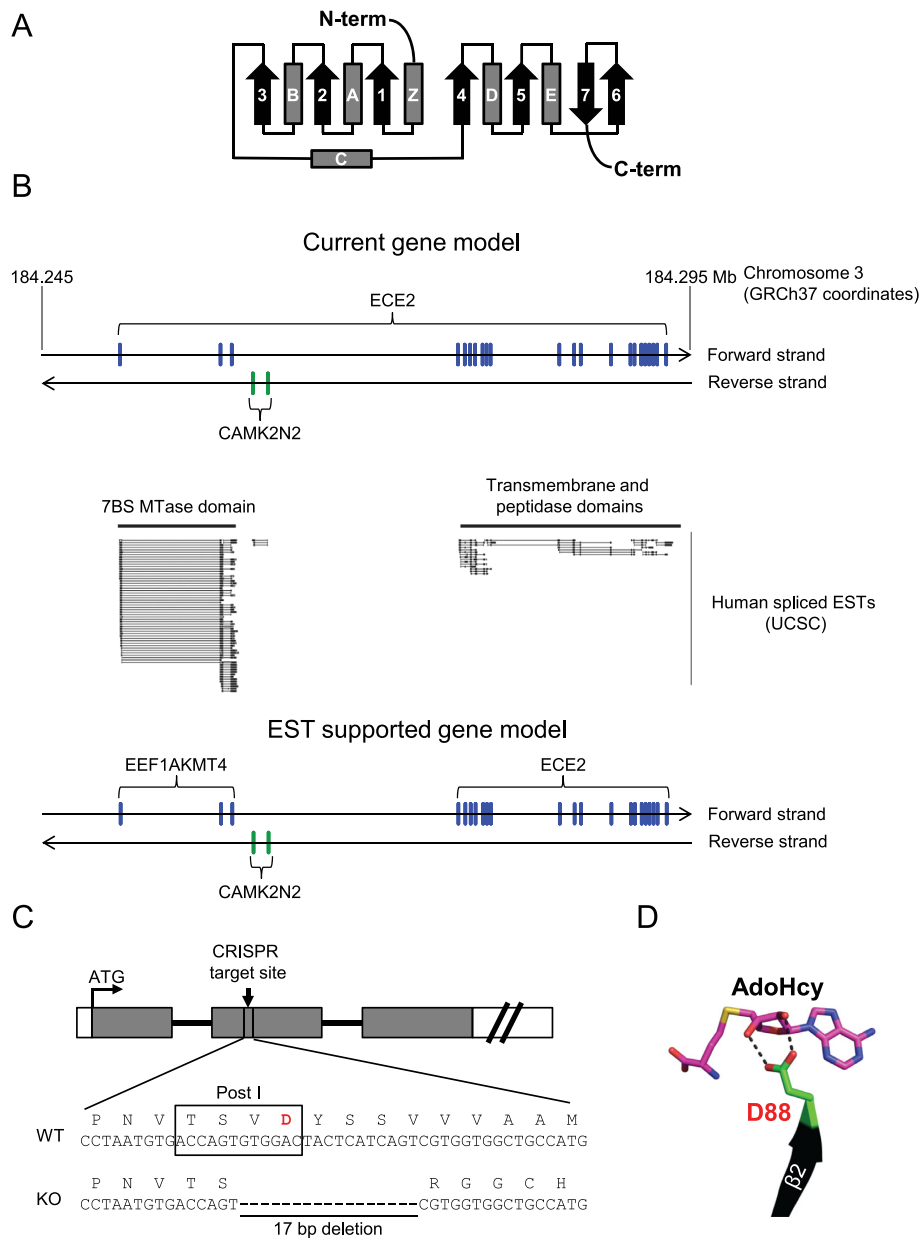 A
N-term
3 B 2 A 1 Z 4 D 5 E 7 6
C
C-term
B
Current gene model
184.245
184.295 Mb
Chromosome 3
(GRCh37 coordinates)
ECE2
Forward strand
Reverse strand
CAMK2N2
7BS MTase domain
Transmembrane and
peptidase domains
Human spliced ESTs
(UCSC)
EST supported gene model
EEF1AKMT4
ECE2
Forward strand
Reverse strand
CAMK2N2
C
CRISPR
target site
ATG
Post I
P N V T S V D Y S S V V V A A M
WT
CCTAATGTGACCAGTGTGGACTACTCATCAGTCGTGGTGGCTGCCATG
P N V T S R G G C H
KO
CCTAATGTGACCAGT-----------------CGTGGTGGCTGCCATG
17 bp deletion
D
AdoHcy
D88
β2